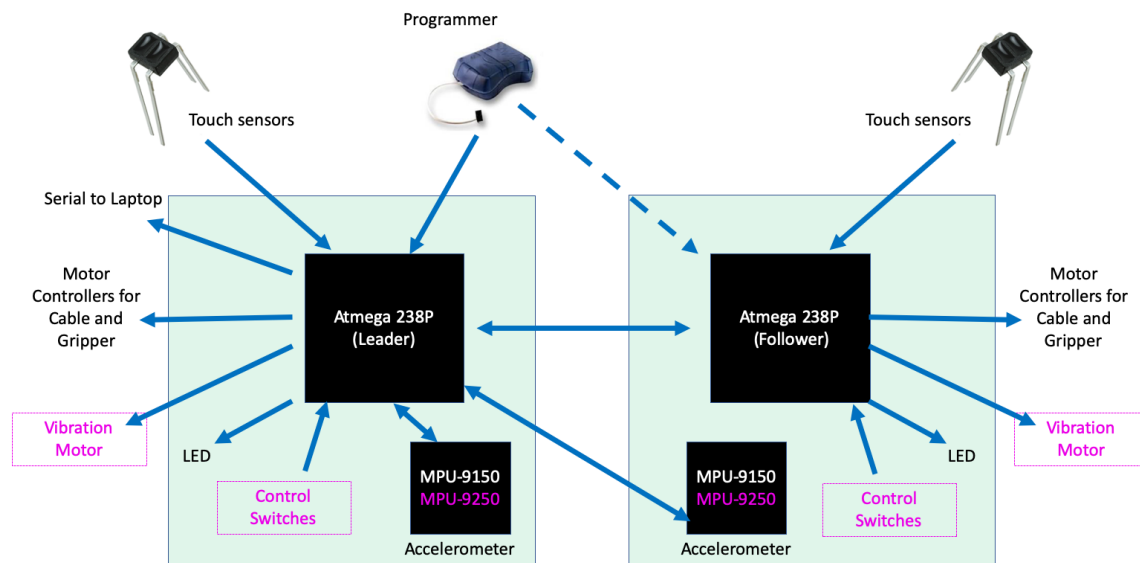 Programmer
Touch sensors
Touch sensors
Serial to Laptop
Motor
Controllers for
Cable and
Gripper
Atmega 238P
(Leader)
Atmega 238P
(Follower)
Motor
Controllers for
Cable and
Gripper
Vibration
Motor
LED
Control
Switches
MPU-9150
MPU-9250
Accelerometer
MPU-9150
MPU-9250
Accelerometer
Control
Switches
LED
Vibration
Motor